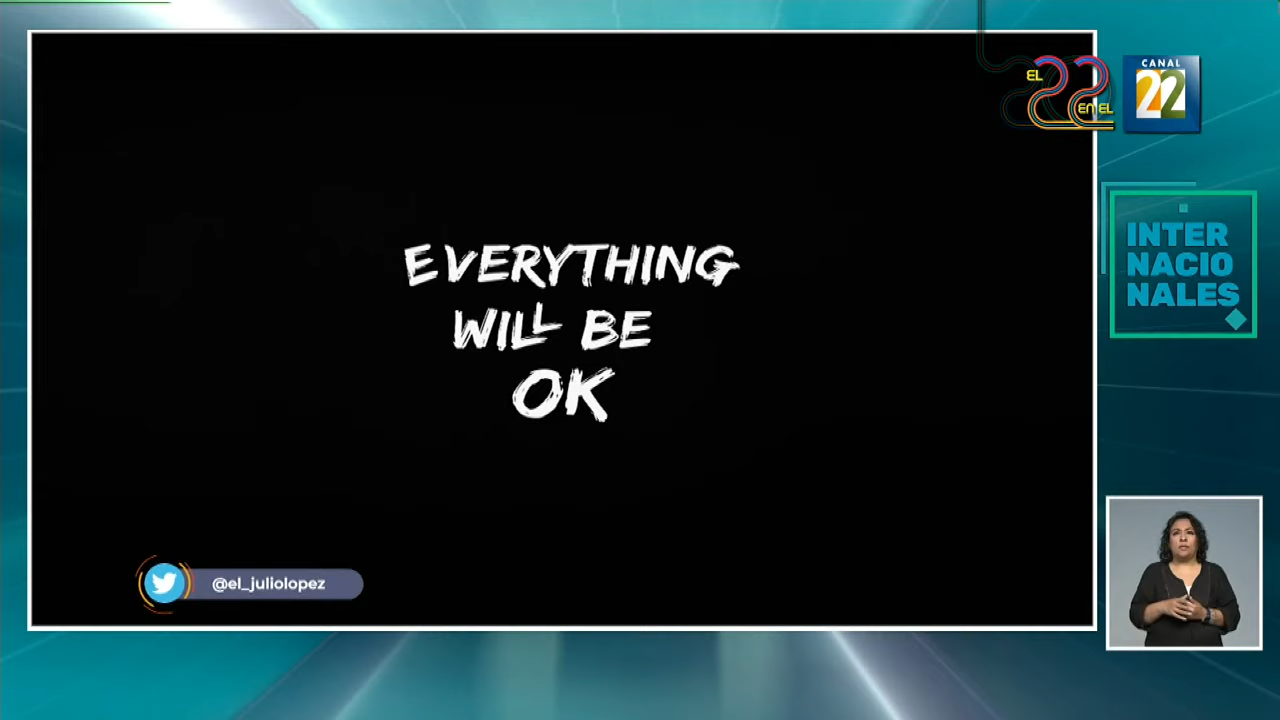 EL 22 EN EL
CANAL
22
INTER
NACIO
NALES
EVERYTHING
WILL BE
OK
@el_juliolopez